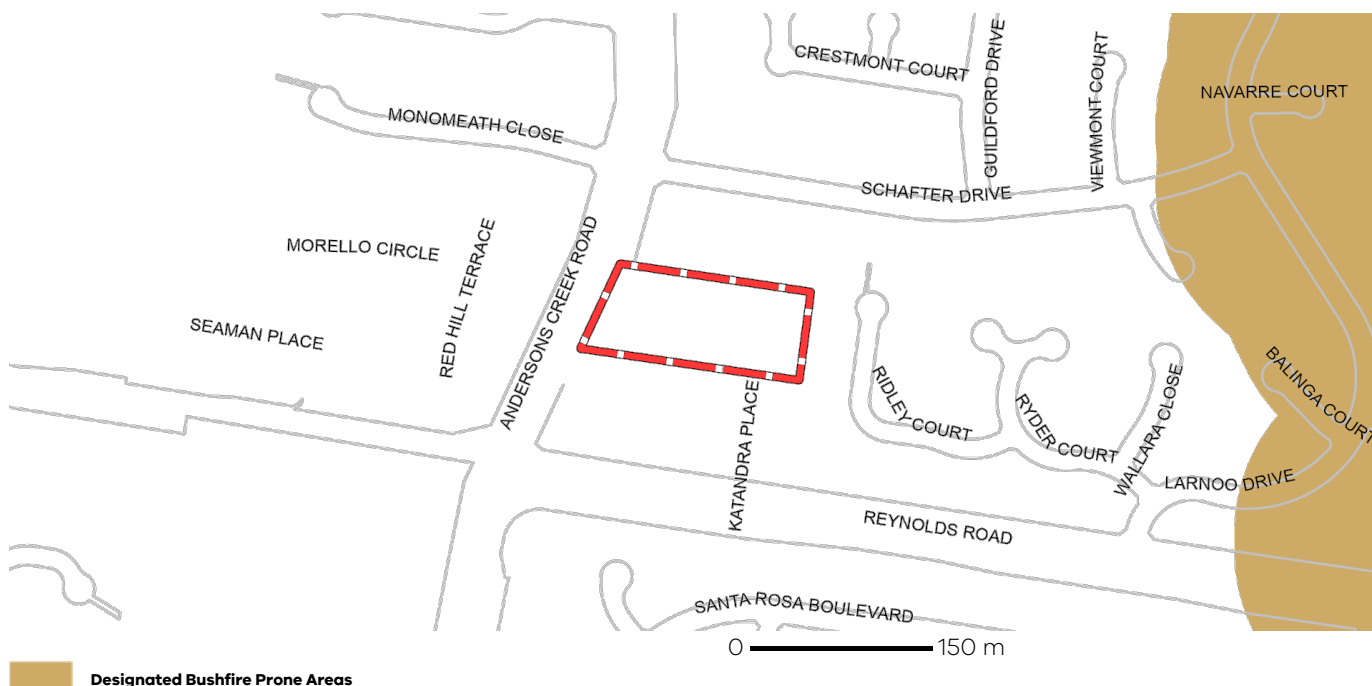 CRESTMONT COURT
GUILDFORD DRIVE
VIEWMONT COURT
NAVARRE COURT
MONOMEATH CLOSE
SCHAFTER DRIVE
MORELLO CIRCLE
RED HILL TERRACE
ANDERSONS CREEK ROAD
SEAMAN PLACE
BALINGA COURT
RIDLEY COURT
RYDER COURT
WALLARA CLOSE
KATANDRA PLACE
LARNOO DRIVE
REYNOLDS ROAD
SANTA ROSA BOULEVARD
0 150 m
Designated Bushfire Prone Areas